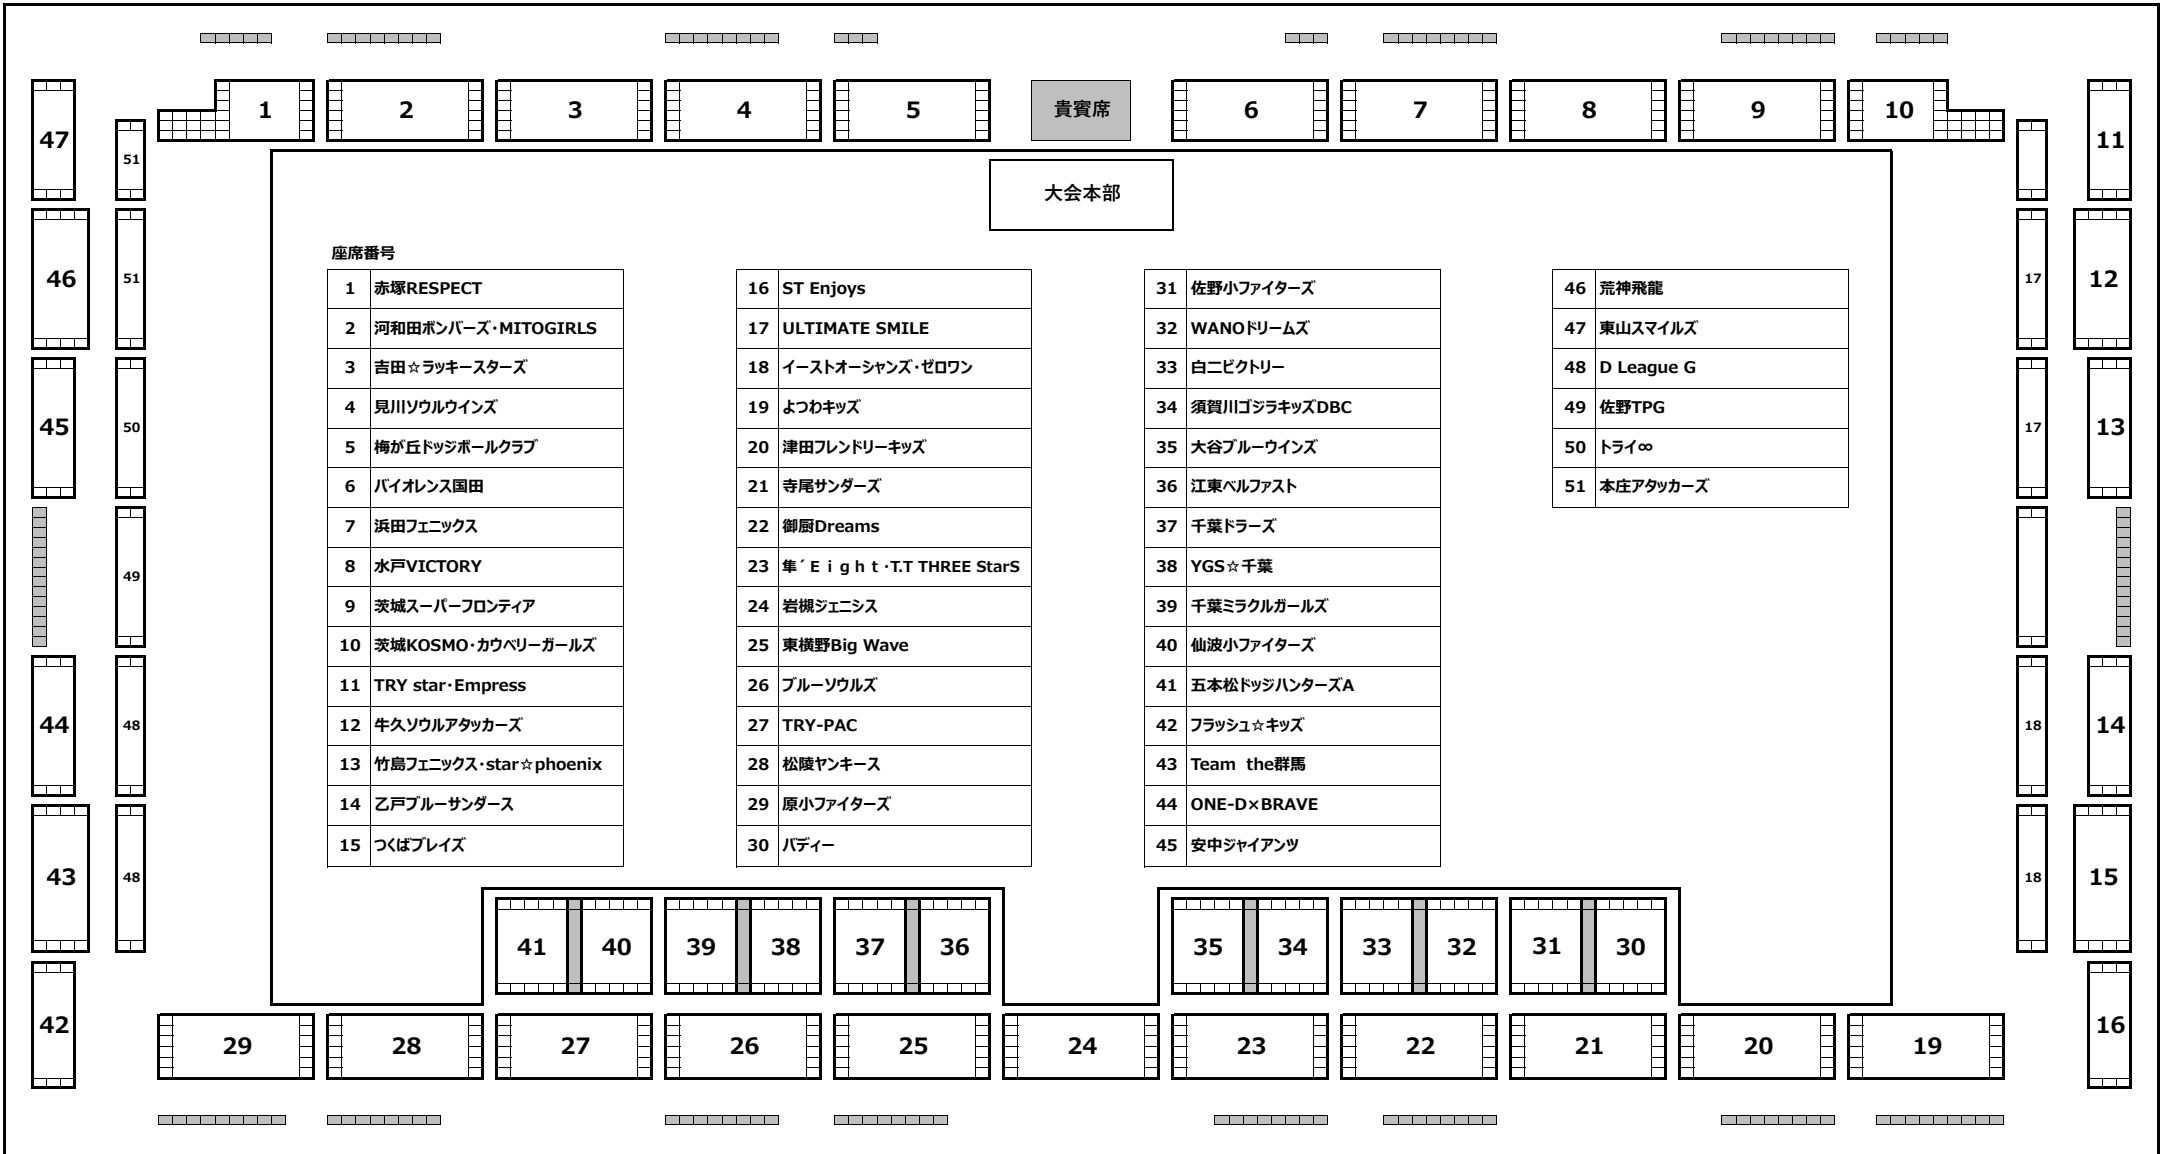 1 2 3 4 5 貴賓席 6 7 8 9 10
47 51 11
大会本部
座席番号
46 51 17 12
45 50 17 13
49
44 48 18 14
43 48 18 15
42 16
1 赤塚RESPECT
2 河和田ボンバーズ・MITOGIRLS
3 吉田☆ラッキースターズ
4 見川ソウルウインズ
5 梅が丘ドッジボールクラブ
6 バイオレンス国田
7 浜田フェニックス
8 水戸VICTORY
9 茨城スーパーフロンティア
10 茨城KOSMO・カウベリーガールズ
11 TRY star・Empress
12 牛久ソウルアタッカーズ
13 竹島フェニックス・star☆phoenix
14 乙戸ブルーサンダース
15 つくばブレイズ
16 ST Enjoys
17 ULTIMATE SMILE
18 イーストオーシャンズ・ゼロワン
19 よつわキッズ
20 津田フレンドリーキッズ
21 寺尾サンダーズ
22 御厨Dreams
23 隼´Ｅｉｇｈｔ・T.T THREE StarS
24 岩槻ジェニシス
25 東横野Big Wave
26 ブルーソウルズ
27 TRY-PAC
28 松陵ヤンキース
29 原小ファイターズ
30 バディー
31 佐野小ファイターズ
32 WANOドリームズ
33 白二ビクトリー
34 須賀川ゴジラキッズDBC
35 大谷ブルーウインズ
36 江東ベルファスト
37 千葉ドラーズ
38 YGS☆千葉
39 千葉ミラクルガールズ
40 仙波小ファイターズ
41 五本松ドッジハンターズA
42 フラッシュ☆キッズ
43 Team the群馬
44 ONE-D×BRAVE
45 安中ジャイアンツ
46 荒神飛龍
47 東山スマイルズ
48 D League G
49 佐野TPG
50 トライ∞
51 本庄アタッカーズ
41 40 39 38 37 36 35 34 33 32 31 30
29 28 27 26 25 24 23 22 21 20 19